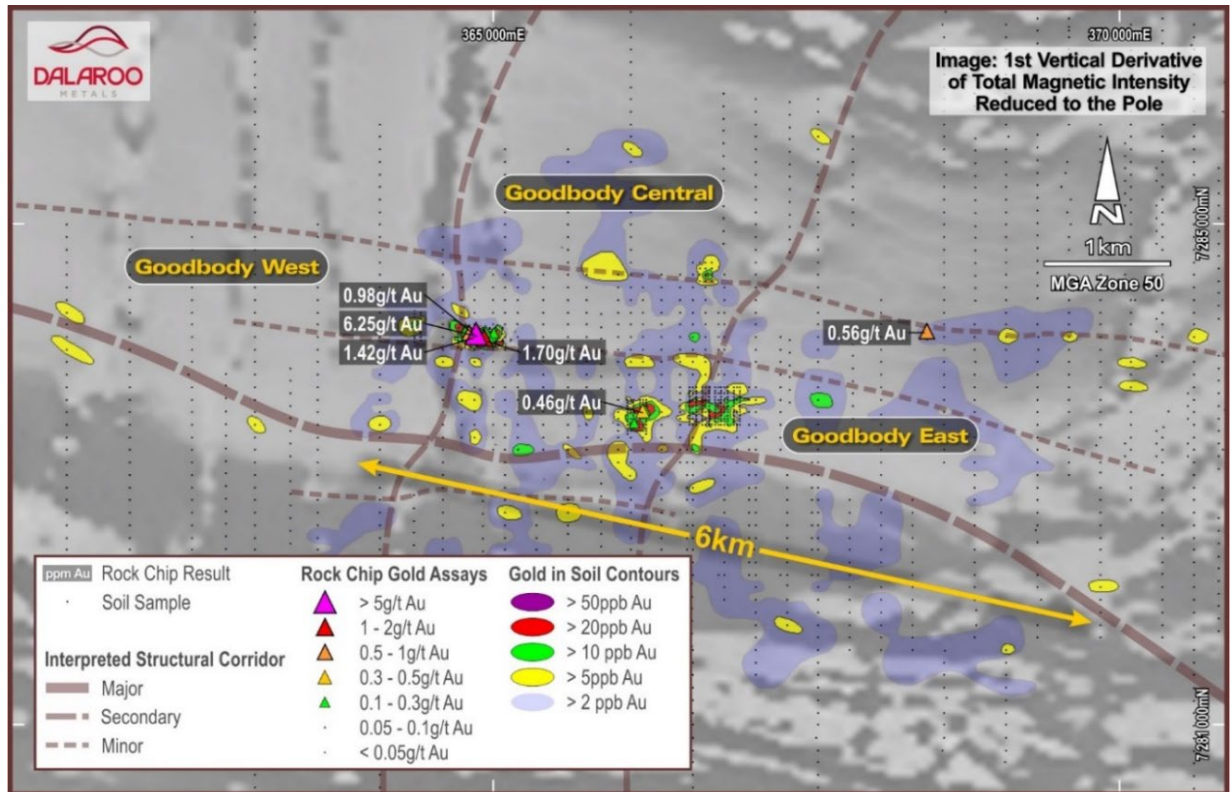 365 000mE
370 000mE
DALAROO
METALS
Image: 1st Vertical Derivative
of Total Magnetic Intensity
Reduced to the Pole
N
1km
MGA Zone 50
7 285 000mN
Goodbody Central
Goodbody West
0.98g/t Au
6.25g/t Au
1.42g/t Au
1.70g/t Au
0.56g/t Au
0.46g/t Au
Goodbody East
6km
7 281 000mN
ppm Au Rock Chip Result
Soil Sample
Interpreted Structural Corridor
Major
Secondary
Minor
Rock Chip Gold Assays
> 5g/t Au
1 - 2g/t Au
0.5 - 1g/t Au
0.3 - 0.5g/t Au
0.1 - 0.3g/t Au
0.05 - 0.1g/t Au
< 0.05g/t Au
Gold in Soil Contours
> 50ppb Au
> 20ppb Au
> 10 ppb Au
> 5ppb Au
> 2 ppb Au